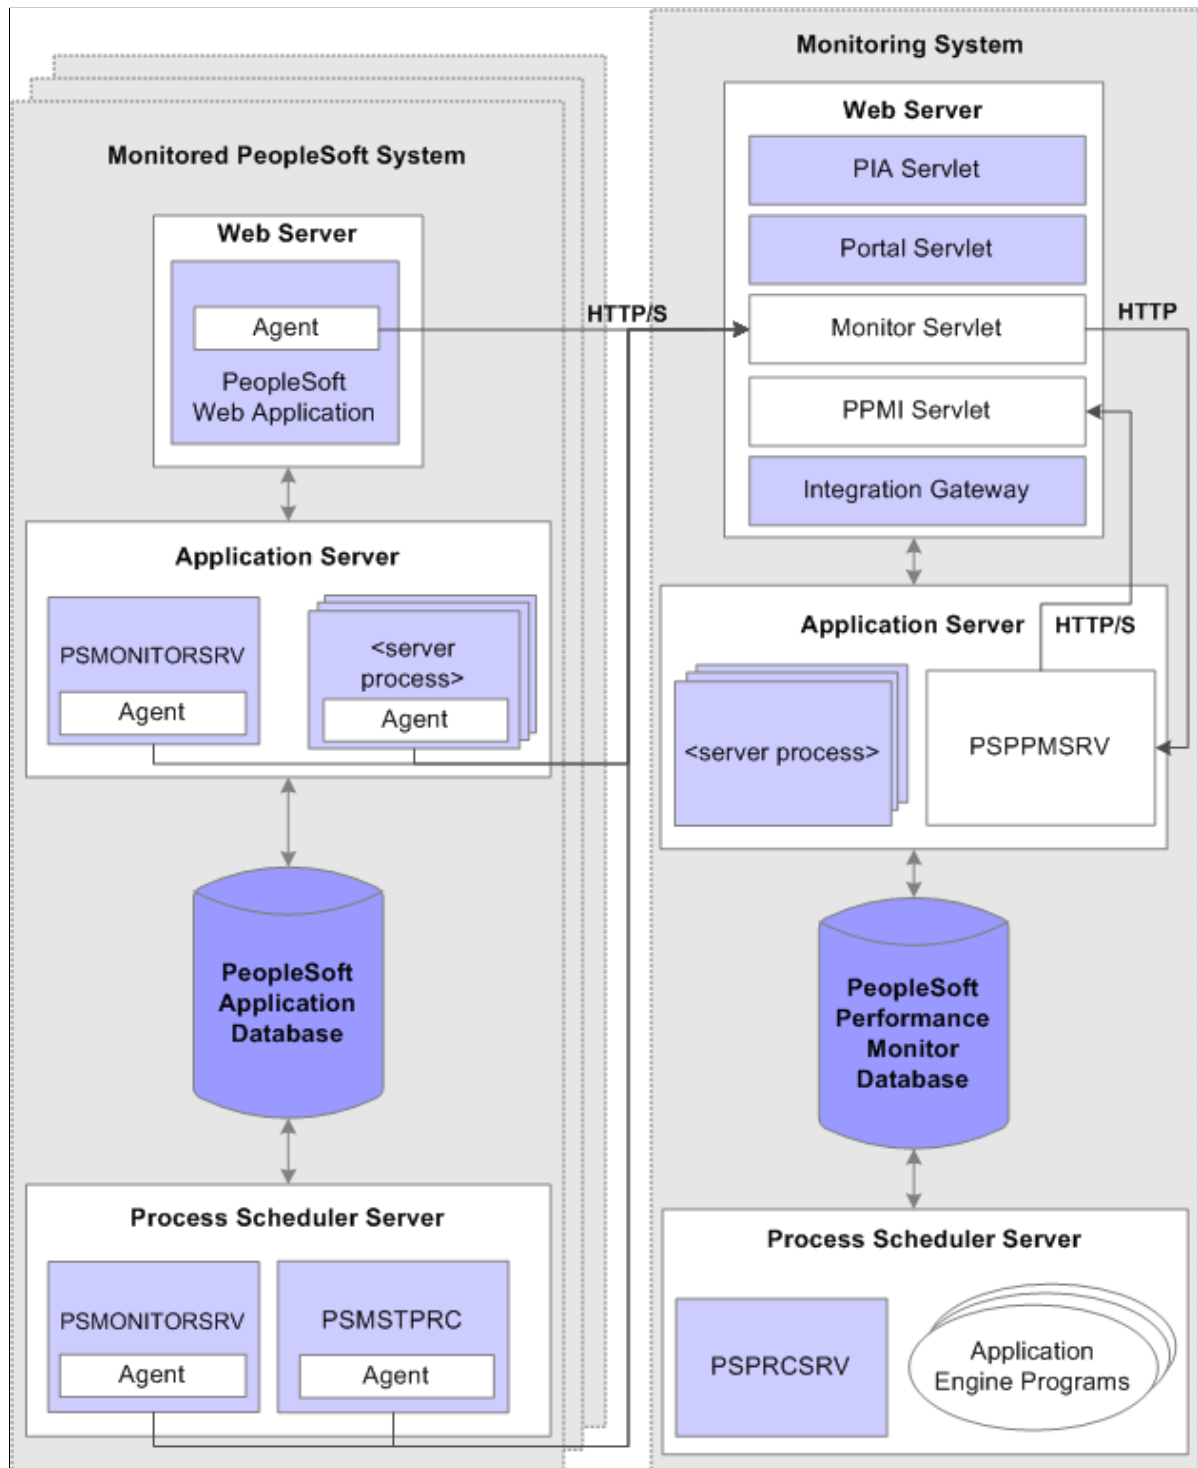 Monitored PeopleSoft System
Web Server
Agent
PeopleSoft
Web Application
Application Server
PSMONITORSRV
Agent
<server
process>
Agent
PeopleSoft
Application
Database
Process Scheduler Server
PSMONITORSRV
Agent
PSMSTPRC
Agent
HTTP/S
Monitoring System
Web Server
PIA Servlet
Portal Servlet
Monitor Servlet
HTTP
PPMI Servlet
Integration Gateway
Application Server
HTTP/S
<server process>
PSPPMSRV
PeopleSoft
Performance
Monitor
Database
Process Scheduler Server
PSPRCSRV
Application
Engine Programs